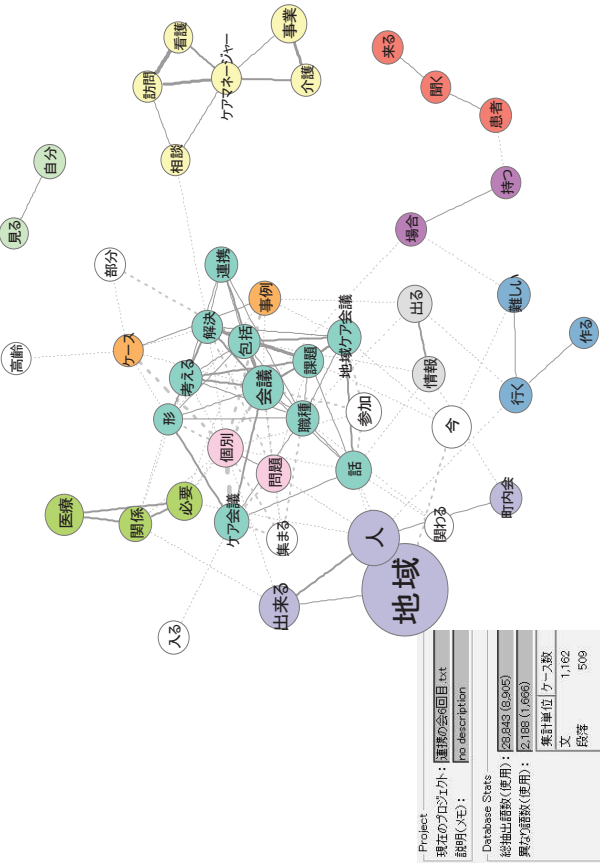 看護
事業
訪問
ケアマネージャー
介護
相談
来る
聞く
患者
持つ
場合
自分
見る
部分
連携
事例
高齢
ケース
解決
包括
地域ケア会議
出る
難しい
作る
考える
会議
課題
情報
行く
形
職種
参加
今
個別
問題
話
医療
関係
必要
ケア会議
集まる
人
関わる
町内会
入る
出来る
地域
Project
現在のプロジェクト： 連携の会6回目.txt
説明(メモ)： no description
Database Stats
総抽出語数(使用)： 28,843 (8,905)
異なり語数(使用)： 2,188 (1,666)
集計単位 ケース数
文 1,162
段落 509